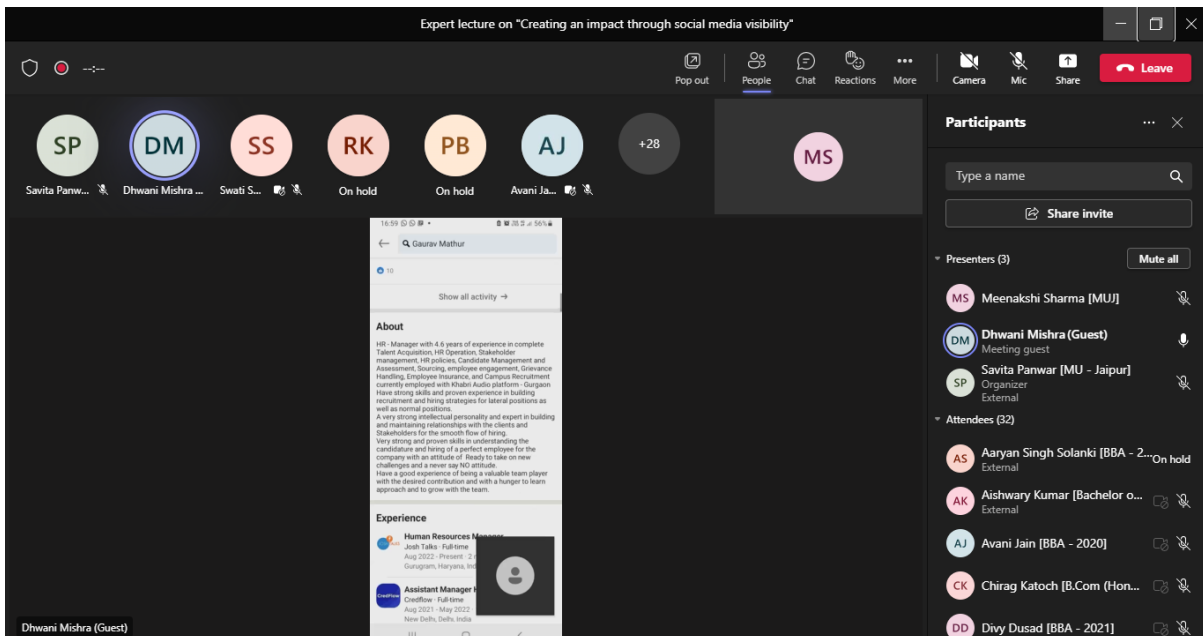 Expert lecture on "Creating an impact through social media visibility"
--:--
Pop out
People
Chat
Reactions
More
Camera
Mic
Share
Leave
SP
DM
SS
RK
PB
AJ
+28
MS
Savita Panw...
Dhwani Mishra ...
Swati S...
On hold
On hold
Avani Ja...
16:59
56%
Gaurav Mathur
10
Show all activity →
About
HR - Manager with 4.6 years of experience in complete
Talent Acquisition, HR Operation, Stakeholder
management, HR policies, Candidate Management and
Assessment, Sourcing, employee engagement, Grievance
Handling, Employee Insurance, and Campus Recruitment
currently employed with Khabri Audio platform - Gurgaon
Have strong skills and proven experience in building
recruitment and hiring strategies for lateral positions as
well as normal positions.
A very strong intellectual personality and expert in building
and maintaining relationships with the clients and
Stakeholders for the smooth flow of hiring.
Very strong and proven skills in understanding the
candidature and hiring of a perfect employee for the
company with an attitude of Ready to take on new
challenges and a never say NO attitude.
Have a good experience of being a valuable team player
with the desired contribution and with a hunger to learn
approach and to grow with the team.
Experience
Human Resources Manager
Josh Talks · Full-time
Aug 2022 - Present · 2
Gurugram, Haryana, Ind
Assistant Manager
Credflow · Full-time
Aug 2021 - May 2022 ·
New Delhi, Delhi, India
Dhwani Mishra (Guest)
Participants
Type a name
Share invite
Presenters (3)
Mute all
MS
Meenakshi Sharma [MUJ]
DM
Dhwani Mishra (Guest)
Meeting guest
SP
Savita Panwar [MU - Jaipur]
Organizer
External
Attendees (32)
AS
Aaryan Singh Solanki [BBA - 2... On hold
External
AK
Aishwary Kumar [Bachelor o...
External
AJ
Avani Jain [BBA - 2020]
CK
Chirag Katoch [B.Com (Hon...
DD
Divy Dusad [BBA - 2021]